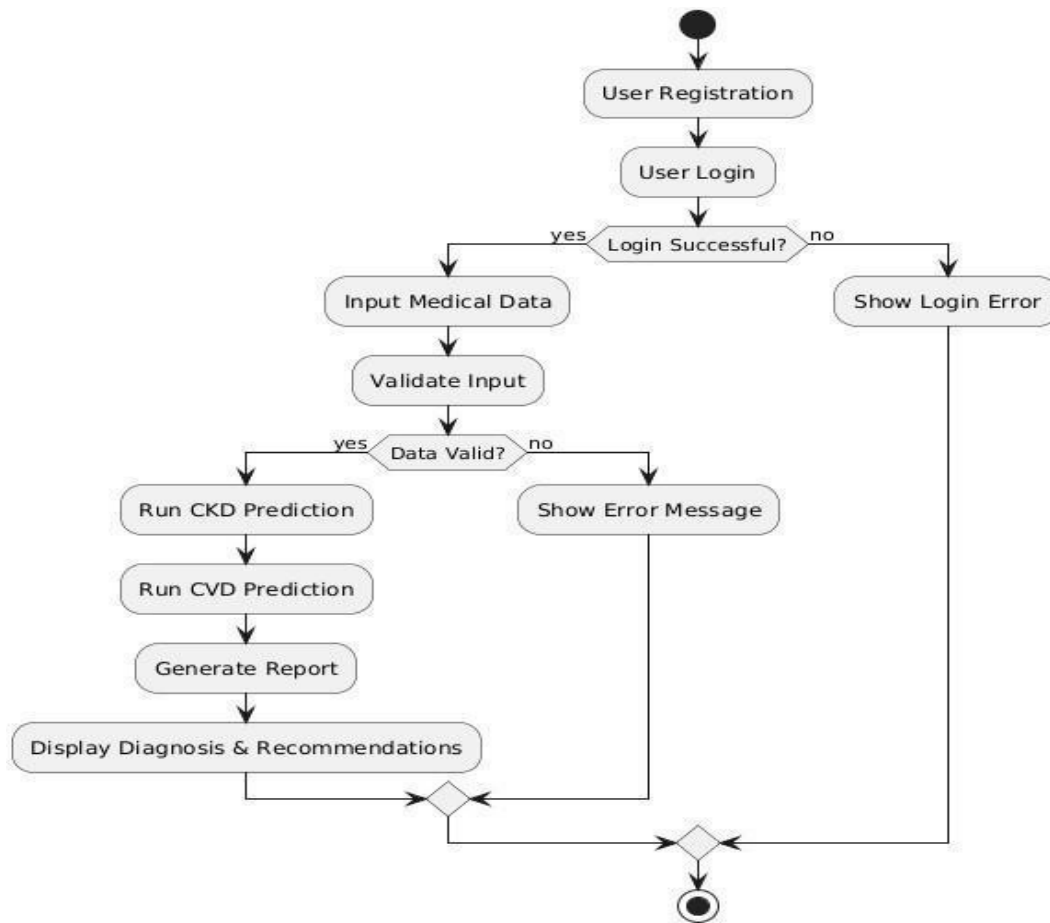 User Registration
User Login
yes
Login Successful?
no
Input Medical Data
Show Login Error
Validate Input
yes
Data Valid?
no
Run CKD Prediction
Show Error Message
Run CVD Prediction
Generate Report
Display Diagnosis & Recommendations